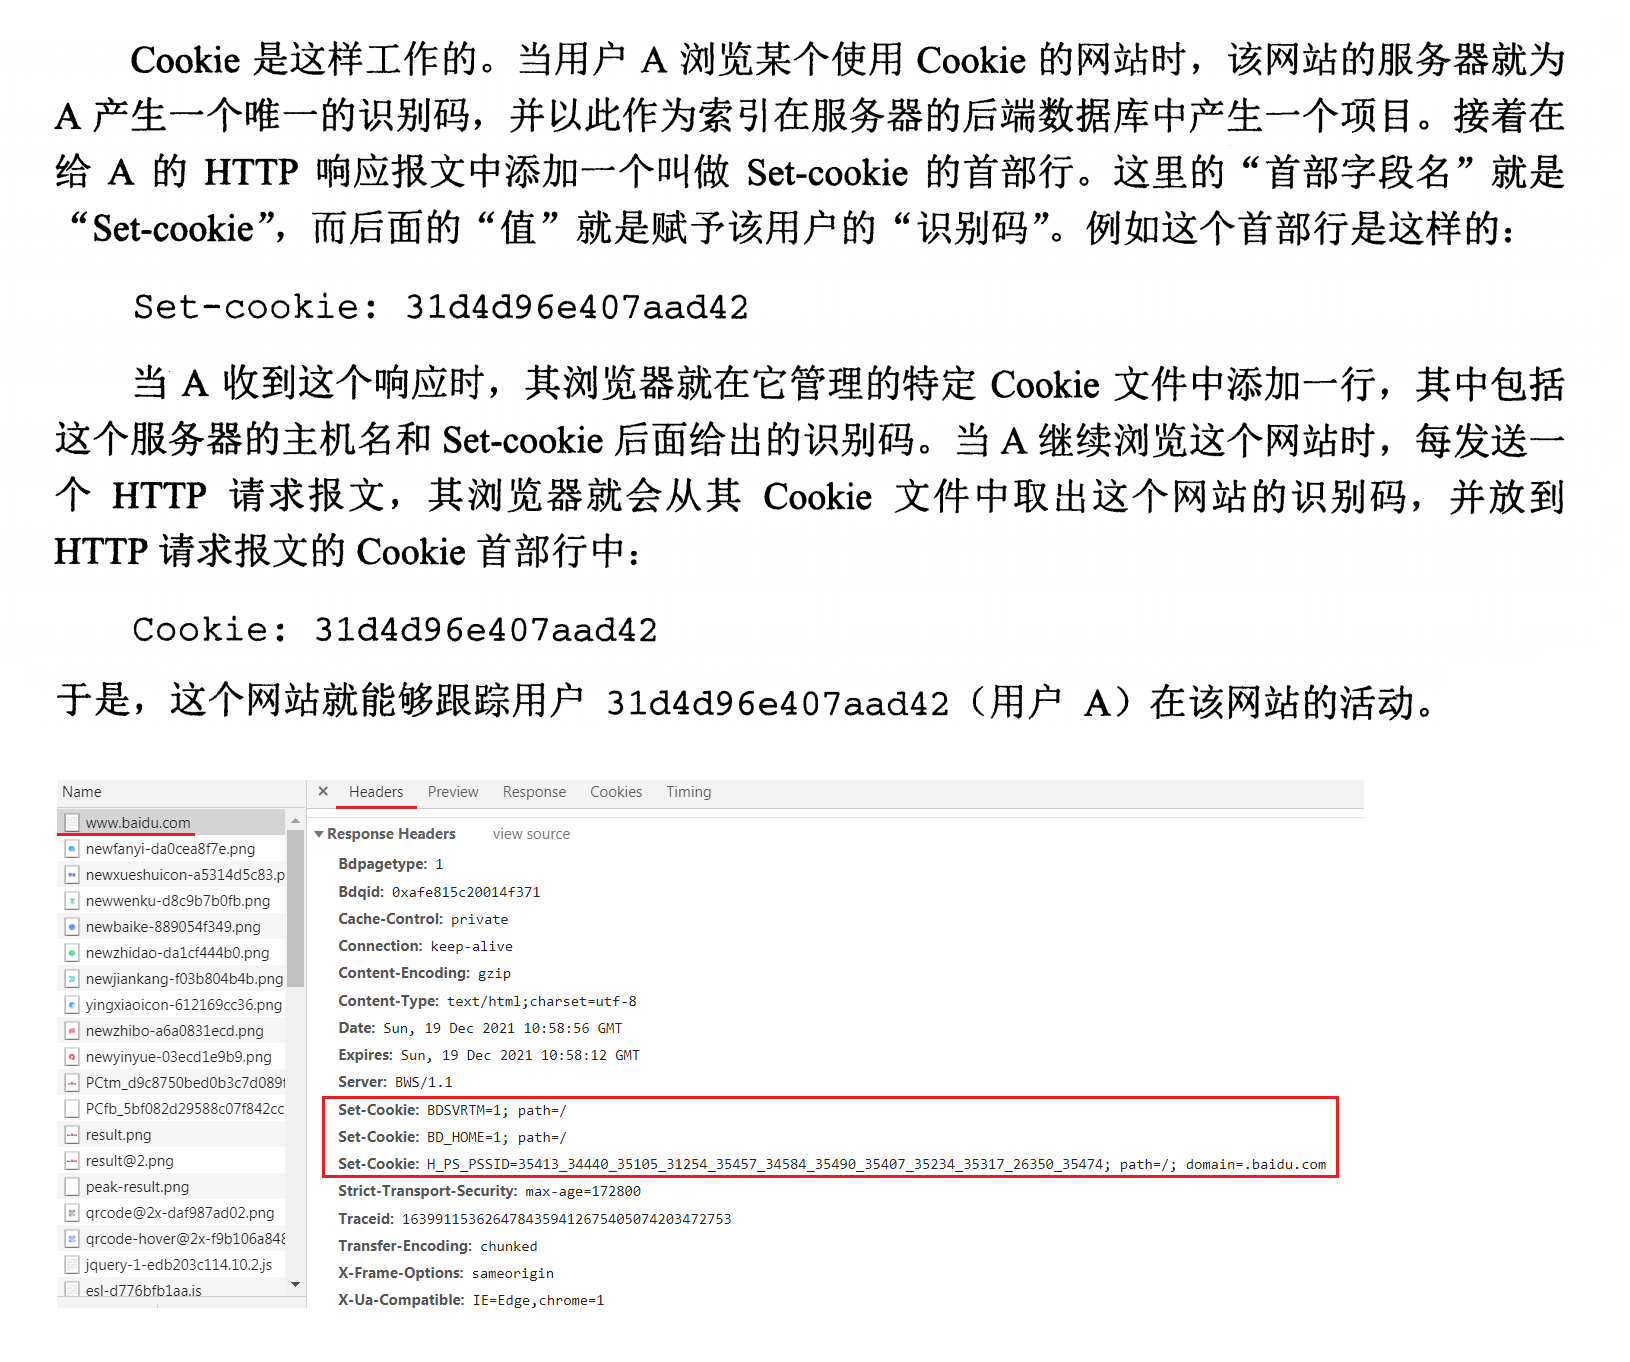 Cookie 是这样工作的。当用户 A 浏览某个使用 Cookie 的网站时，该网站的服务器就为
A 产生一个唯一的识别码，并以此作为索引在服务器的后端数据库中产生一个项目。接着在
给 A 的 HTTP 响应报文中添加一个叫做 Set-cookie 的首部行。这里的“首部字段名”就是
“Set-cookie”，而后面的“值”就是赋予该用户的“识别码”。例如这个首部行是这样的：
Set-cookie: 31d4d96e407aad42
当 A 收到这个响应时，其浏览器就在它管理的特定 Cookie 文件中添加一行，其中包括
这个服务器的主机名和 Set-cookie 后面给出的识别码。当 A 继续浏览这个网站时，每发送一
个 HTTP 请求报文，其浏览器就会从其 Cookie 文件中取出这个网站的识别码，并放到
HTTP 请求报文的 Cookie 首部行中：
Cookie: 31d4d96e407aad42
于是，这个网站就能够跟踪用户 31d4d96e407aad42（用户 A）在该网站的活动。
Name
www.baidu.com
newfanyi-da0cea8f7e.png
newxueshuicon-a5314d5c83.p
newwenku-d8c9b7b0fb.png
newbaike-889054f349.png
newzhidao-da1cf444b0.png
newjiankang-f03b804b4b.png
yingxiaoicon-612169cc36.png
newzhibo-a6a0831ecd.png
newyinyue-03ecd1e9b9.png
PCtm_d9c8750bed0b3c7d089f
PCfb_5bf082d29588c07f842cc
result.png
result@2.png
peak-result.png
qrcode@2x-daf987ad02.png
qrcode-hover@2x-f9b106a848
jquery-1-edb203c114.10.2.js
esl-d776bfb1aa.js
× Headers Preview Response Cookies Timing
Response Headers view source
Bdpagetype: 1
Bdqid: 0xafe815c20014f371
Cache-Control: private
Connection: keep-alive
Content-Encoding: gzip
Content-Type: text/html;charset=utf-8
Date: Sun, 19 Dec 2021 10:58:56 GMT
Expires: Sun, 19 Dec 2021 10:58:12 GMT
Server: BWS/1.1
Set-Cookie: BDSVRTM=1; path=/
Set-Cookie: BD_HOME=1; path=/
Set-Cookie: H_PS_PSSID=35413_34440_35105_31254_35457_34584_35490_35407_35234_35317_26350_35474; path=/; domain=.baidu.com
Strict-Transport-Security: max-age=172800
Traceid: 1639911536264784359412675405074203472753
Transfer-Encoding: chunked
X-Frame-Options: sameorigin
X-Ua-Compatible: IE=Edge,chrome=1